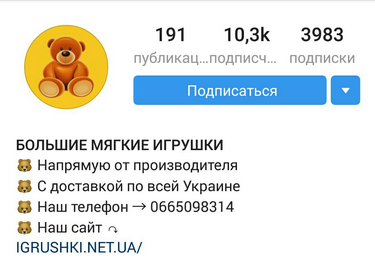 191 10,3k 3983
публикац... подписч... подписки
Подписаться
БОЛЬШИЕ МЯГКИЕ ИГРУШКИ
🐻 Напрямую от производителя
🐻 С доставкой по всей Украине
🐻 Наш телефон → 0665098314
🐻 Наш сайт ⤵
IGRUSHKI.NET.UA/